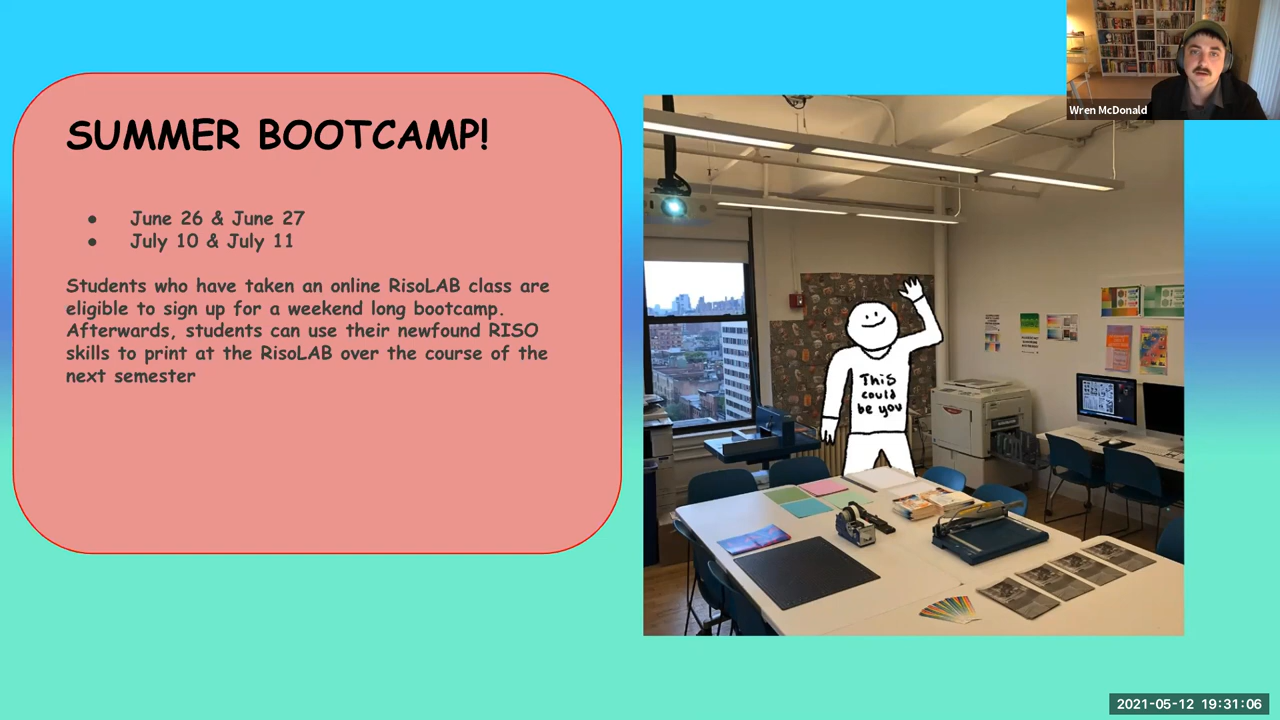 SUMMER BOOTCAMP!
● June 26 & June 27
● July 10 & July 11
Students who have taken an online RisoLAB class are
eligible to sign up for a weekend long bootcamp.
Afterwards, students can use their newfound RISO
skills to print at the RisoLAB over the course of the
next semester
This
could
be you
Wren McDonald
2021-05-12 19:31:06